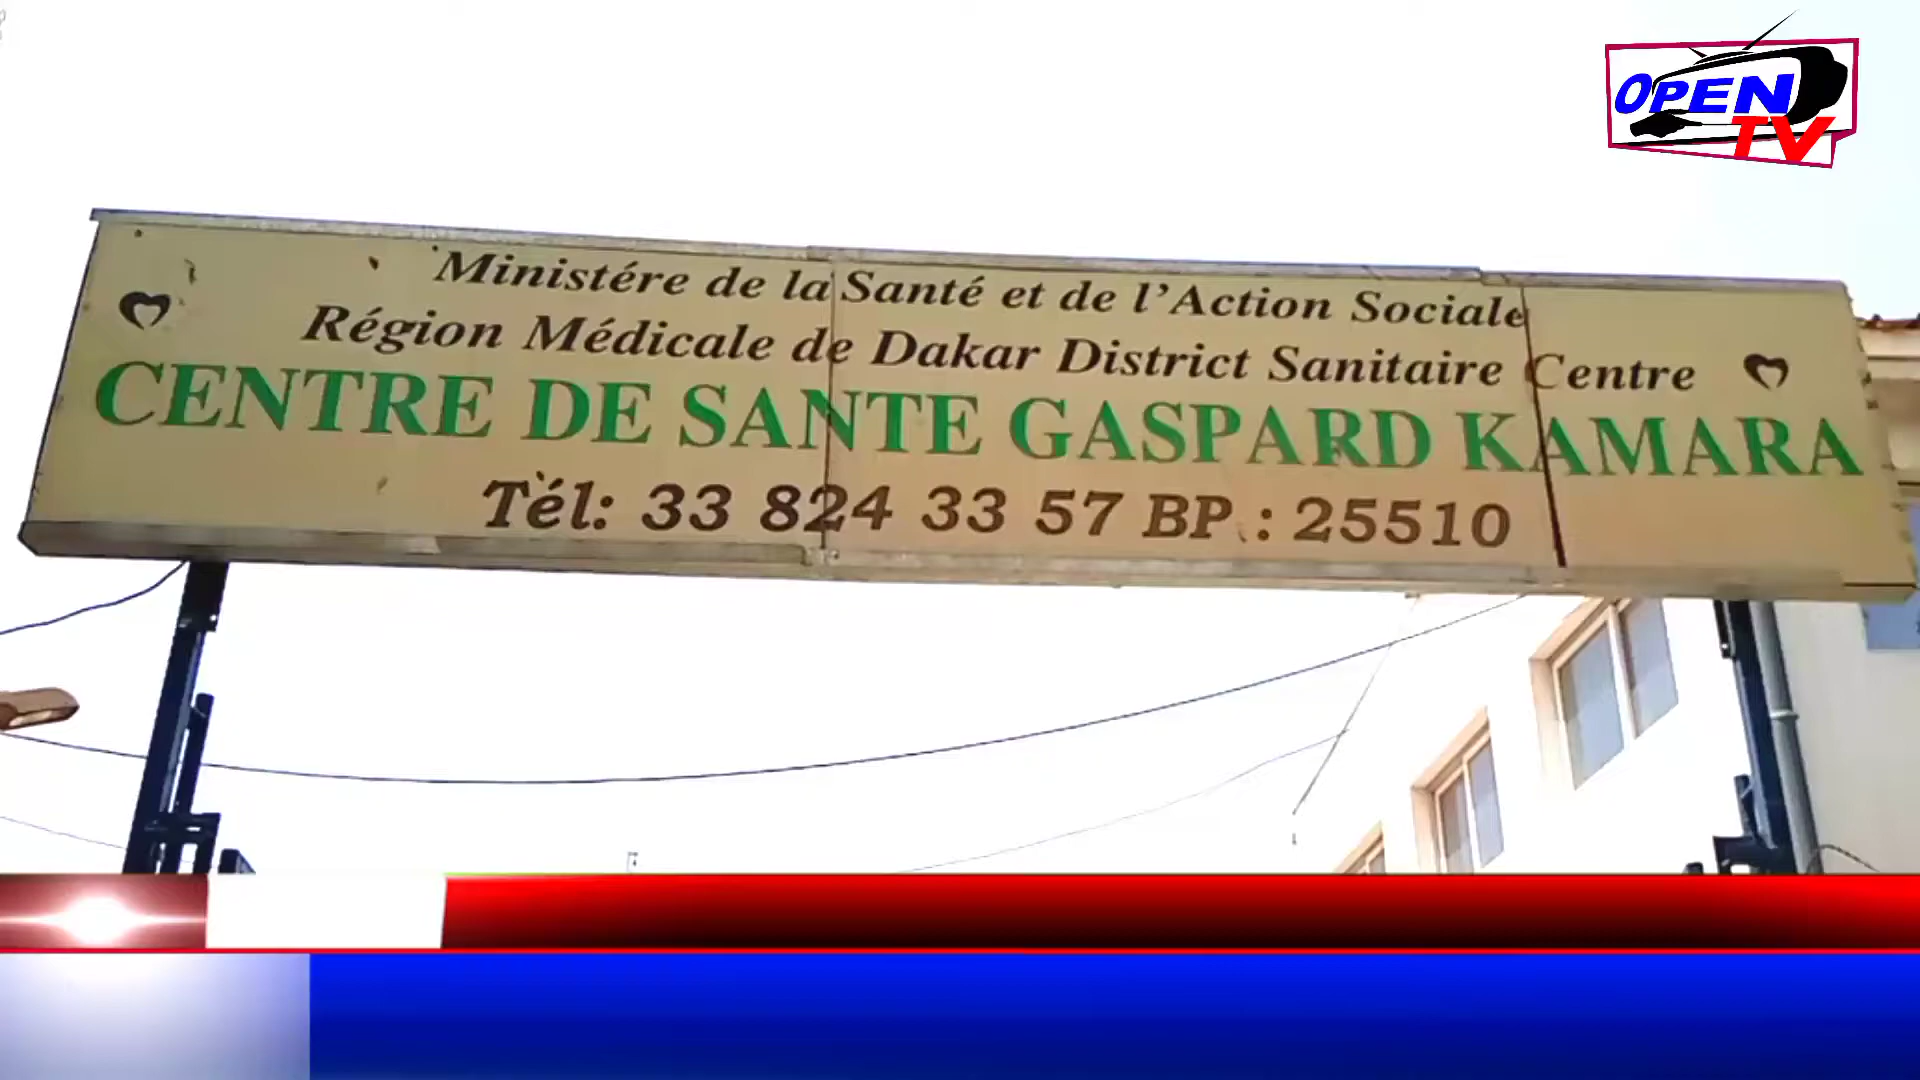 OPEN
TV
Ministére de la Santé et de l'Action Sociale
Région Médicale de Dakar District Sanitaire Centre
CENTRE DE SANTE GASPARD KAMARA
Tél: 33 824 33 57 BP : 25510